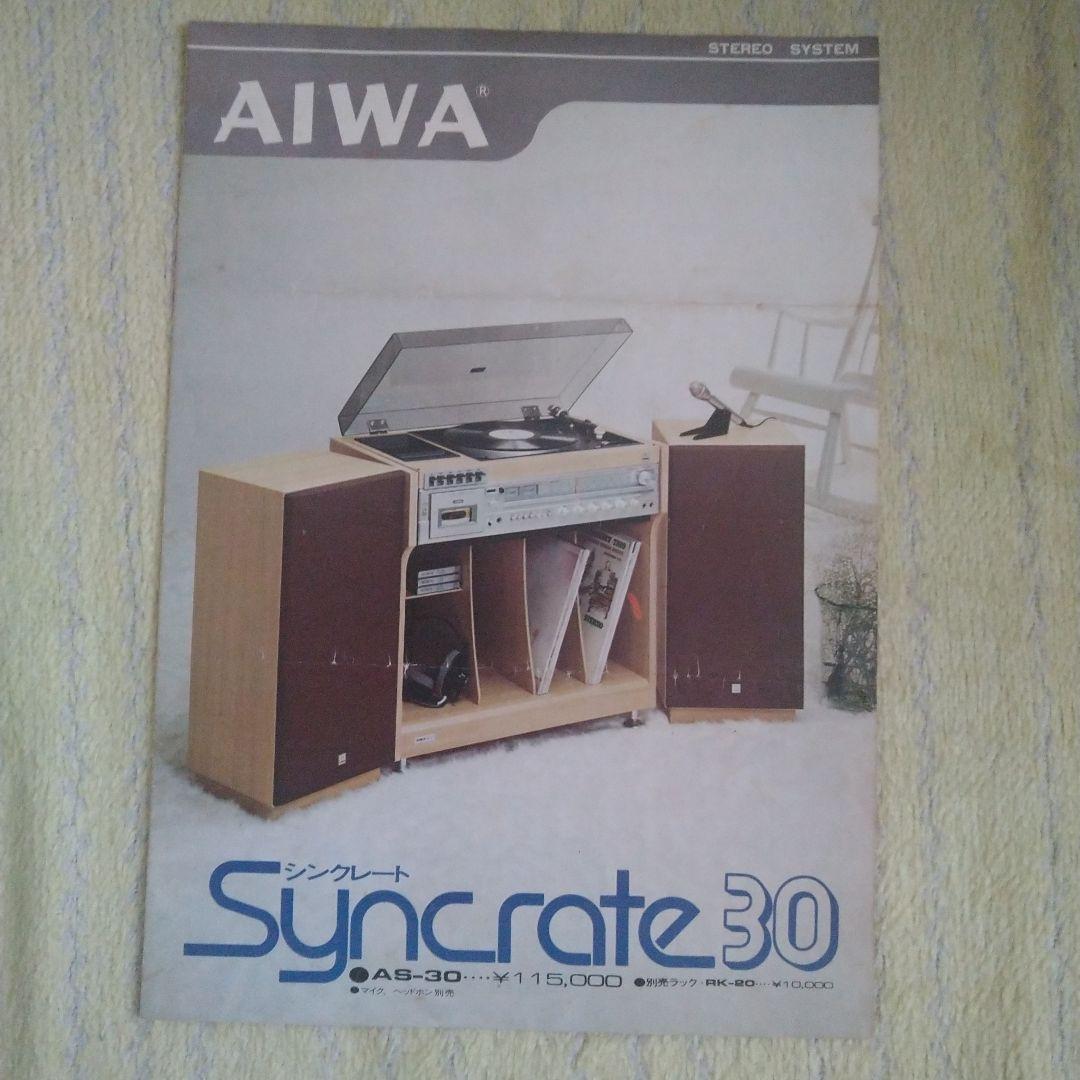 STEREO SYSTEM
AIWA®
STEREO
シンクレート
Syncrate 30
●AS-30‥‥¥115,000 ●別売ラック・RK-20‥‥¥10,000
●マイク、ヘッドホン別売